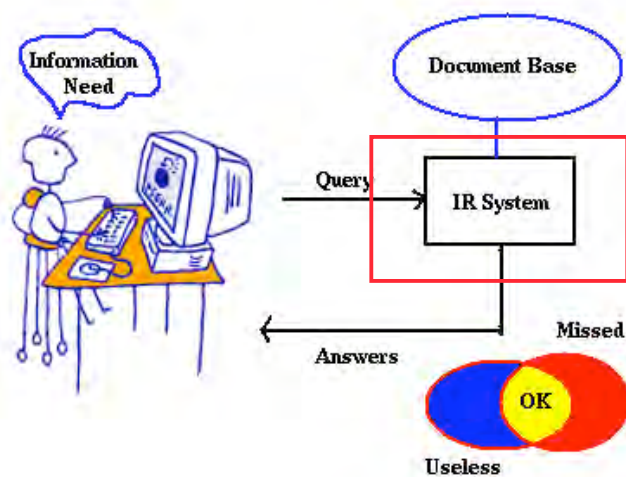 Information
Need
Document Base
Query
IR System
Answers
Missed
OK
Useless